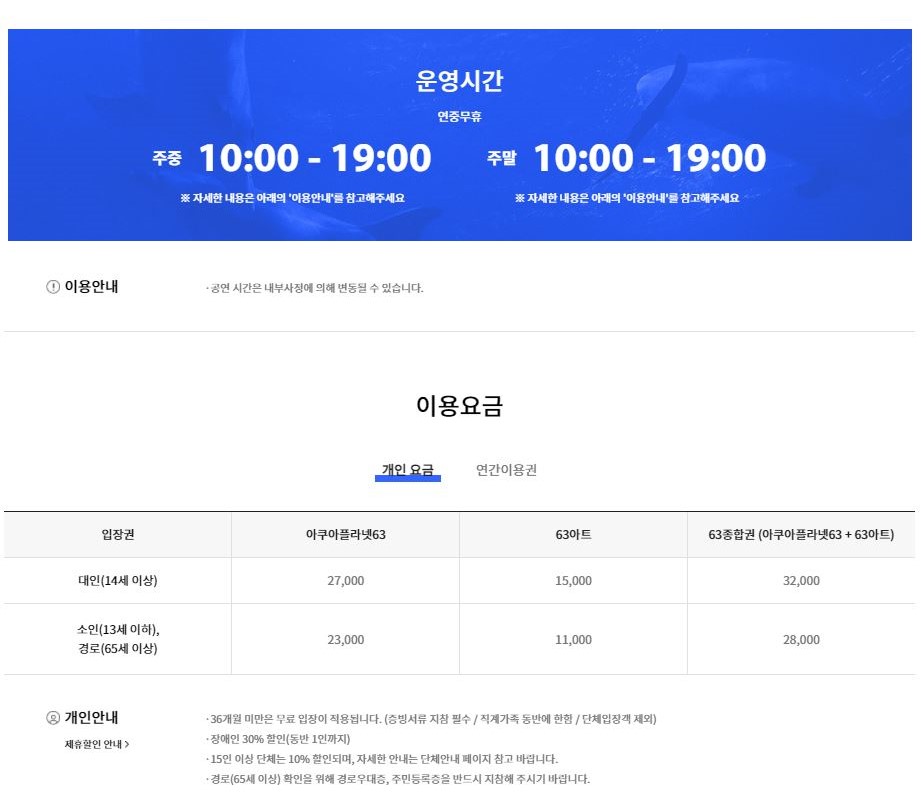 운영시간
연중무휴
주중 10:00 - 19:00 주말 10:00 - 19:00
※ 자세한 내용은 아래의 '이용안내'를 참고해주세요 ※ 자세한 내용은 아래의 '이용안내'를 참고해주세요
이용안내 · 공연 시간은 내부사정에 의해 변동될 수 있습니다.
이용요금
개인 요금 연간이용권
입장권 아쿠아플라넷63 63아트 63종합권 (아쿠아플라넷63 + 63아트)
대인(14세 이상) 27,000 15,000 32,000
소인(13세 이하),
경로(65세 이상) 23,000 11,000 28,000
개인안내 · 36개월 미만은 무료 입장이 적용됩니다. (증빙서류 지참 필수 / 직계가족 동반에 한함 / 단체입장객 제외)
제휴할인 안내 > · 장애인 30% 할인(동반 1인까지)
· 15인 이상 단체는 10% 할인되며, 자세한 안내는 단체안내 페이지 참고 바랍니다.
· 경로(65세 이상) 확인을 위해 경로우대증, 주민등록증을 반드시 지참해 주시기 바랍니다.